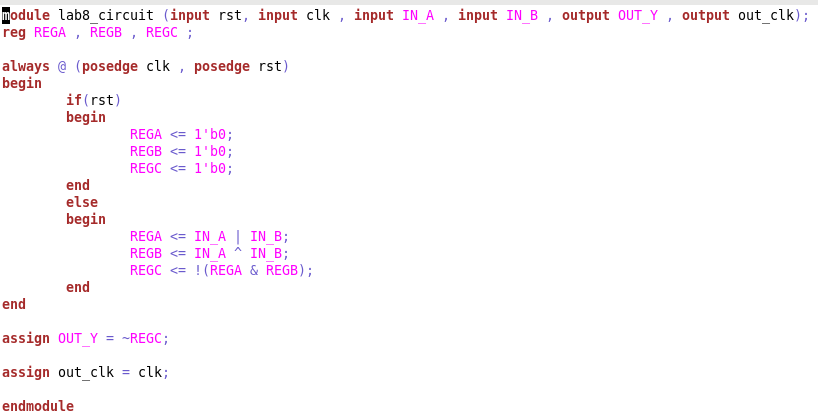 module lab8_circuit (input rst, input clk , input IN_A , input IN_B , output OUT_Y , output out_clk);
reg REGA , REGB , REGC ;
always @ (posedge clk , posedge rst)
begin
if(rst)
begin
REGA <= 1'b0;
REGB <= 1'b0;
REGC <= 1'b0;
end
else
begin
REGA <= IN_A | IN_B;
REGB <= IN_A ^ IN_B;
REGC <= !(REGA & REGB);
end
end
assign OUT_Y = ~REGC;
assign out_clk = clk;
endmodule